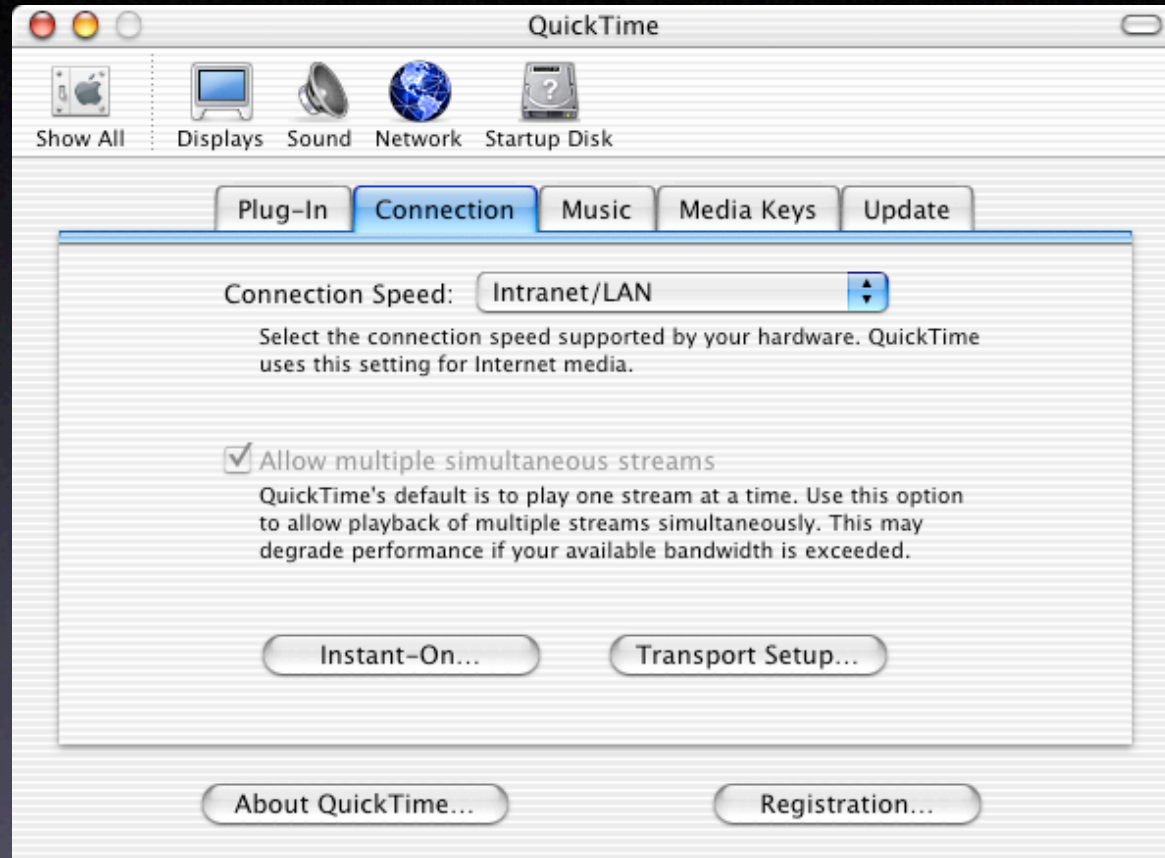 QuickTime
Show All Displays Sound Network Startup Disk
Plug-In Connection Music Media Keys Update
Connection Speed: Intranet/LAN
Select the connection speed supported by your hardware. QuickTime
uses this setting for Internet media.
Allow multiple simultaneous streams
QuickTime's default is to play one stream at a time. Use this option
to allow playback of multiple streams simultaneously. This may
degrade performance if your available bandwidth is exceeded.
Instant-On... Transport Setup...
About QuickTime... Registration...